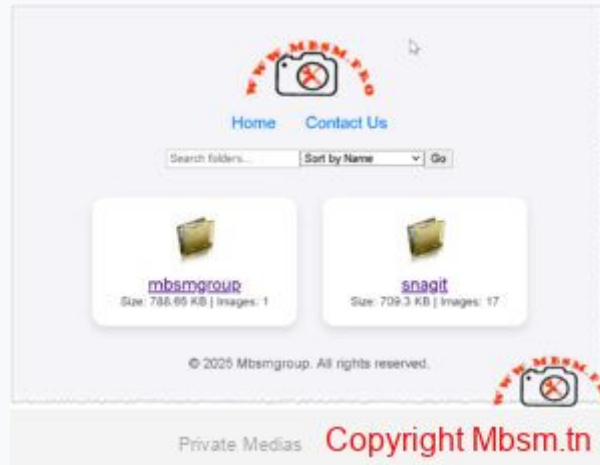 WWW.MBSM.PRO
Home Contact Us
Search folders... Sort by Name Go
mbsmgroup snagit
Size: 788.65 KB | Images: 1 Size: 709.3 KB | Images: 17
© 2025 Mbsmgroup. All rights reserved.
WWW.MBSM.P
Private Medias Copyright Mbsm.tn